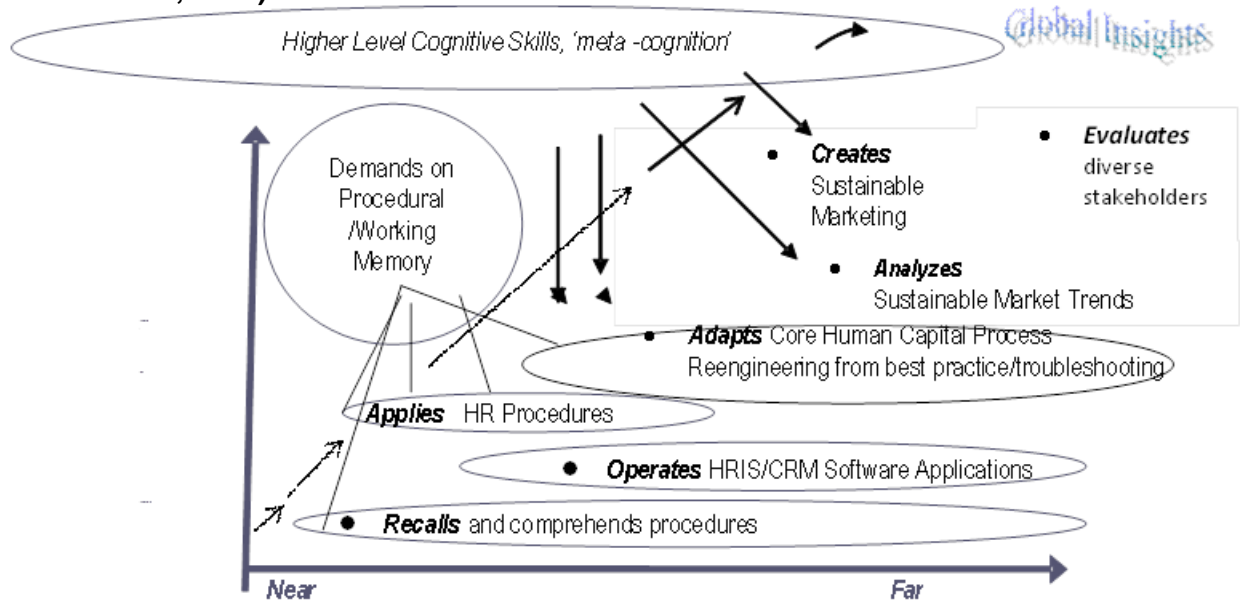 Higher Level Cognitive Skills, ‘meta -cognition’
Global Insights
Demands on
Procedural
/Working
Memory
Creates
Sustainable
Marketing
Evaluates
diverse
stakeholders
Analyzes
Sustainable Market Trends
Adapts Core Human Capital Process
Reengineering from best practice/troubleshooting
Applies HR Procedures
Operates HRIS/CRM Software Applications
Recalls and comprehends procedures
Near
Far